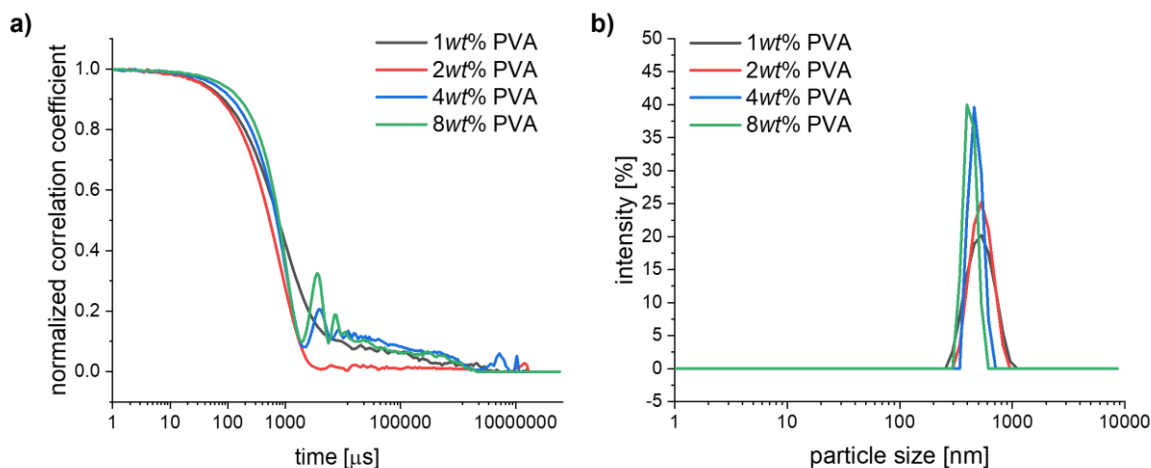 a)
1wt% PVA
2wt% PVA
4wt% PVA
8wt% PVA
normalized correlation coefficient
1.0
0.8
0.6
0.4
0.2
0.0
1 10 100 1000 100000 10000000
time [μs]
b)
1wt% PVA
2wt% PVA
4wt% PVA
8wt% PVA
intensity [%]
50
45
40
35
30
25
20
15
10
5
0
-5
1 10 100 1000 10000
particle size [nm]